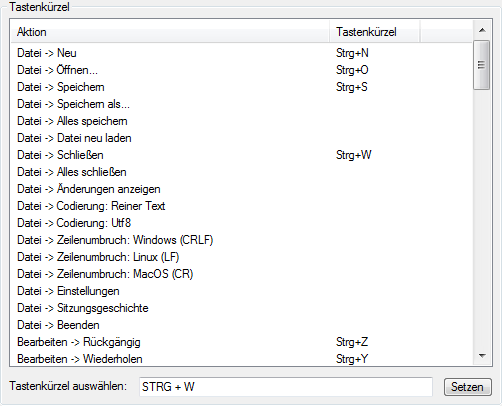 Tastenkürzel
Aktion Tastenkürzel
Datei -> Neu Strg+N
Datei -> Öffnen... Strg+O
Datei -> Speichern Strg+S
Datei -> Speichern als...
Datei -> Alles speichern
Datei -> Datei neu laden
Datei -> Schließen Strg+W
Datei -> Alles schließen
Datei -> Änderungen anzeigen
Datei -> Codierung: Reiner Text
Datei -> Codierung: Utf8
Datei -> Zeilenumbruch: Windows (CRLF)
Datei -> Zeilenumbruch: Linux (LF)
Datei -> Zeilenumbruch: MacOS (CR)
Datei -> Einstellungen
Datei -> Sitzungsgeschichte
Datei -> Beenden
Bearbeiten -> Rückgängig Strg+Z
Bearbeiten -> Wiederholen Strg+Y
Tastenkürzel auswählen: STRG + W Setzen